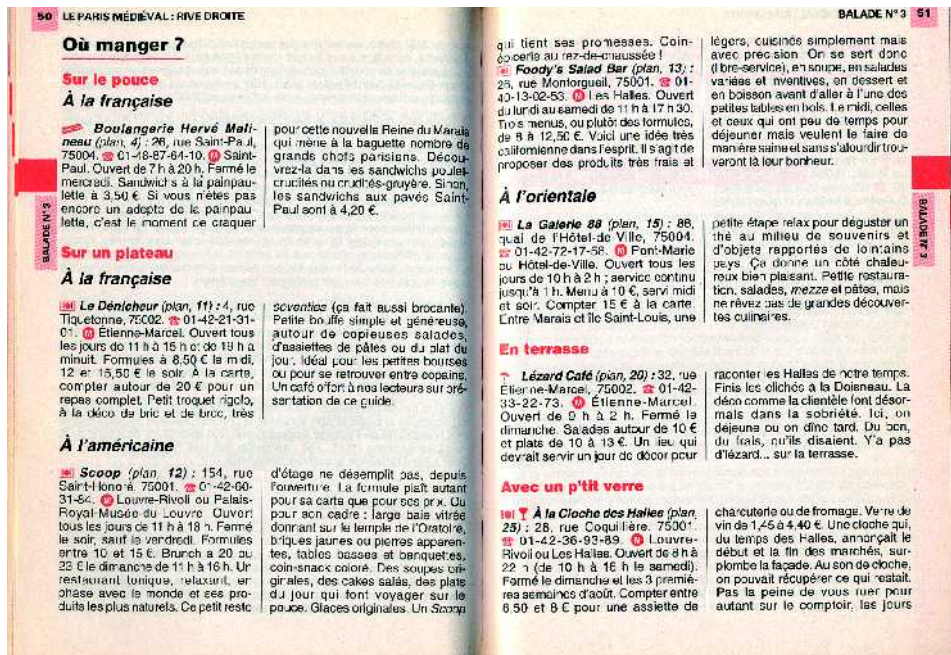 50 LE PARIS MÉDIÉVAL : RIVE DROITE
Où manger ?
Sur le pouce
À la française
Boulangerie Hervé Mali-
neau (plan, 4) : 26, rue Saint-Paul,
75004. ☎ 01-48-87-64-10. Ⓜ Saint-
Paul. Ouvert de 7 h à 20 h. Fermé le
mercredi. Sandwichs à la painpau-
lette à 3,50 €. Si vous n'êtes pas
encore un adepte de la painpau-
lette, c'est le moment de craquer
pour cette nouvelle Reine du Marais
qui mène à la baguette nombre de
grands chefs parisiens. Décou-
vrez-la dans les sandwichs poulet-
crudités ou crudités-gruyère. Sinon,
les sandwichs aux pavés Saint-
Paul sont à 4,20 €.
Sur un plateau
À la française
Le Dénicheur (plan, 11) : 4, rue
Tiquetonne, 75002. ☎ 01-42-21-31-
01. Ⓜ Étienne-Marcel. Ouvert tous
les jours de 11 h à 15 h et de 19 h à
minuit. Formules à 8,50 € le midi,
12 et 15,50 € le soir. À la carte,
compter autour de 20 € pour un
repas complet. Petit troquet rigolo,
à la déco de bric et de broc, très
seventies (ça fait aussi brocante).
Petite bouffe simple et généreuse,
autour de copieuses salades,
d'assiettes de pâtes ou du plat du
jour. Idéal pour les petites bourses
ou pour se retrouver entre copains.
Un café offert à nos lecteurs sur pré-
sentation de ce guide.
À l'américaine
Scoop (plan, 12) : 154, rue
Saint-Honoré, 75001. ☎ 01-42-60-
31-84. Ⓜ Louvre-Rivoli ou Palais-
Royal-Musée-du-Louvre. Ouvert
tous les jours de 11 h à 18 h. Fermé
le soir, sauf le vendredi. Formules
entre 10 et 15 €. Brunch à 20 ou
23 € le dimanche de 11 h à 16 h. Un
restaurant tonique, relaxant, en
phase avec le monde et ses pro-
duits les plus naturels. Ce petit resto
d'étage ne désemplit pas, depuis
l'ouverture. La formule plaît autant
pour sa carte que pour ses prix. Ou
pour son cadre : large baie vitrée
donnant sur le temple de l'Oratoire,
briques jaunes ou pierres apparen-
tes, tables basses et banquettes,
coin-snack coloré. Des soupes ori-
ginales, des cakes salés, des plats
du jour qui font voyager sur le
pouce. Glaces originales. Un Scoop
BALADE N° 3
BALADE N° 3 51
qui tient ses promesses. Coin-
épicerie au rez-de-chaussée !
Foody's Salad Bar (plan, 13) :
26, rue Montorgueil, 75001. ☎ 01-
40-13-02-53. Ⓜ Les Halles. Ouvert
du lundi au samedi de 11 h à 17 h 30.
Trois menus, ou plutôt des formules,
de 8 à 12,50 €. Voici une idée très
californienne dans l'esprit. Il s'agit de
proposer des produits très frais et
légers, cuisinés simplement mais
avec précision. On se sert donc
(libre-service), en soupe, en salades
variées et inventives, en dessert et
en boisson avant d'aller à l'une des
petites tables en bois. Le midi, celles
et ceux qui ont peu de temps pour
déjeuner mais veulent le faire de
manière saine et sans s'alourdir trou-
veront là leur bonheur.
À l'orientale
La Galerie 88 (plan, 15) : 88,
quai de l'Hôtel-de-Ville, 75004.
☎ 01-42-72-17-58. Ⓜ Pont-Marie
ou Hôtel-de-Ville. Ouvert tous les
jours de 10 h à 2 h ; service continu
jusqu'à 1 h. Menu à 10 €, servi midi
et soir. Compter 15 € à la carte.
Entre Marais et île Saint-Louis, une
petite étape relax pour déguster un
thé au milieu de souvenirs et
d'objets rapportés de lointains
pays. Ça donne un côté chaleu-
reux bien plaisant. Petite restaura-
tion, salades, mezze et pâtes, mais
ne rêvez pas de grandes découver-
tes culinaires.
En terrasse
Lézard Café (plan, 20) : 32, rue
Étienne-Marcel, 75002. ☎ 01-42-
33-22-73. Ⓜ Étienne-Marcel.
Ouvert de 9 h à 2 h. Fermé le
dimanche. Salades autour de 10 €
et plats de 10 à 13 €. Un lieu qui
devrait servir un jour de décor pour
raconter les Halles de notre temps.
Finis les clichés à la Doisneau. La
déco comme la clientèle font désor-
mais dans la sobriété. Ici, on
déjeune ou on dîne tard. Du bon,
du frais, qu'ils disaient. Y'a pas
d'lézard... sur la terrasse.
Avec un p'tit verre
À la Cloche des Halles (plan,
25) : 28, rue Coquillière, 75001.
☎ 01-42-36-93-89. Ⓜ Louvre-
Rivoli ou Les Halles. Ouvert de 8 h à
22 h (de 10 h à 16 h le samedi).
Fermé le dimanche et les 3 premiè-
res semaines d'août. Compter entre
6,50 et 8 € pour une assiette de
charcuterie ou de fromage. Verre de
vin de 1,45 à 4,40 €. Une cloche qui,
du temps des Halles, annonçait le
début et la fin des marchés, sur-
plombe la façade. Au son de cloche,
on pouvait récupérer ce qui restait.
Pas la peine de vous ruer pour
autant sur le comptoir, les jours
BALADE N° 3